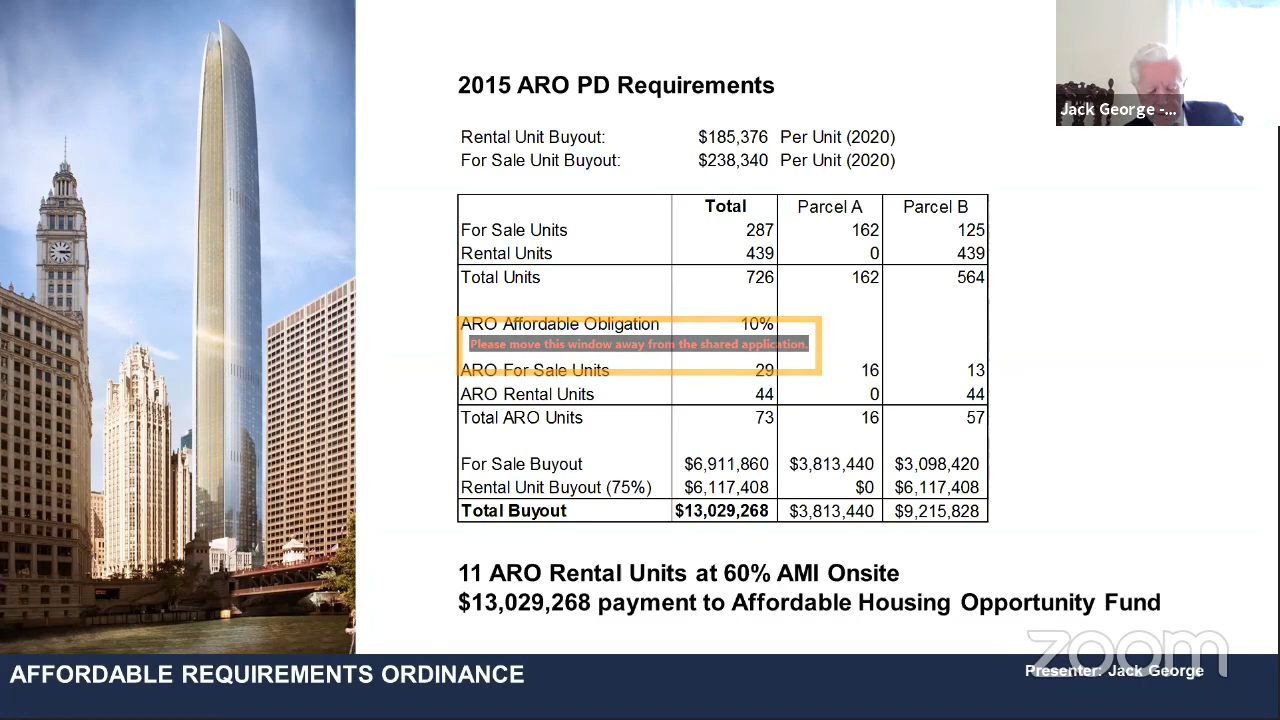 2015 ARO PD Requirements
Jack George -...
Rental Unit Buyout: $185,376 Per Unit (2020)
For Sale Unit Buyout: $238,340 Per Unit (2020)
Total Parcel A Parcel B
For Sale Units 287 162 125
Rental Units 439 0 439
Total Units 726 162 564
ARO Affordable Obligation 10%
Please move this window away from the shared application.
ARO For Sale Units 29 16 13
ARO Rental Units 44 0 44
Total ARO Units 73 16 57
For Sale Buyout $6,911,860 $3,813,440 $3,098,420
Rental Unit Buyout (75%) $6,117,408 $0 $6,117,408
Total Buyout $13,029,268 $3,813,440 $9,215,828
11 ARO Rental Units at 60% AMI Onsite
$13,029,268 payment to Affordable Housing Opportunity Fund
zoom
AFFORDABLE REQUIREMENTS ORDINANCE
Presenter: Jack George